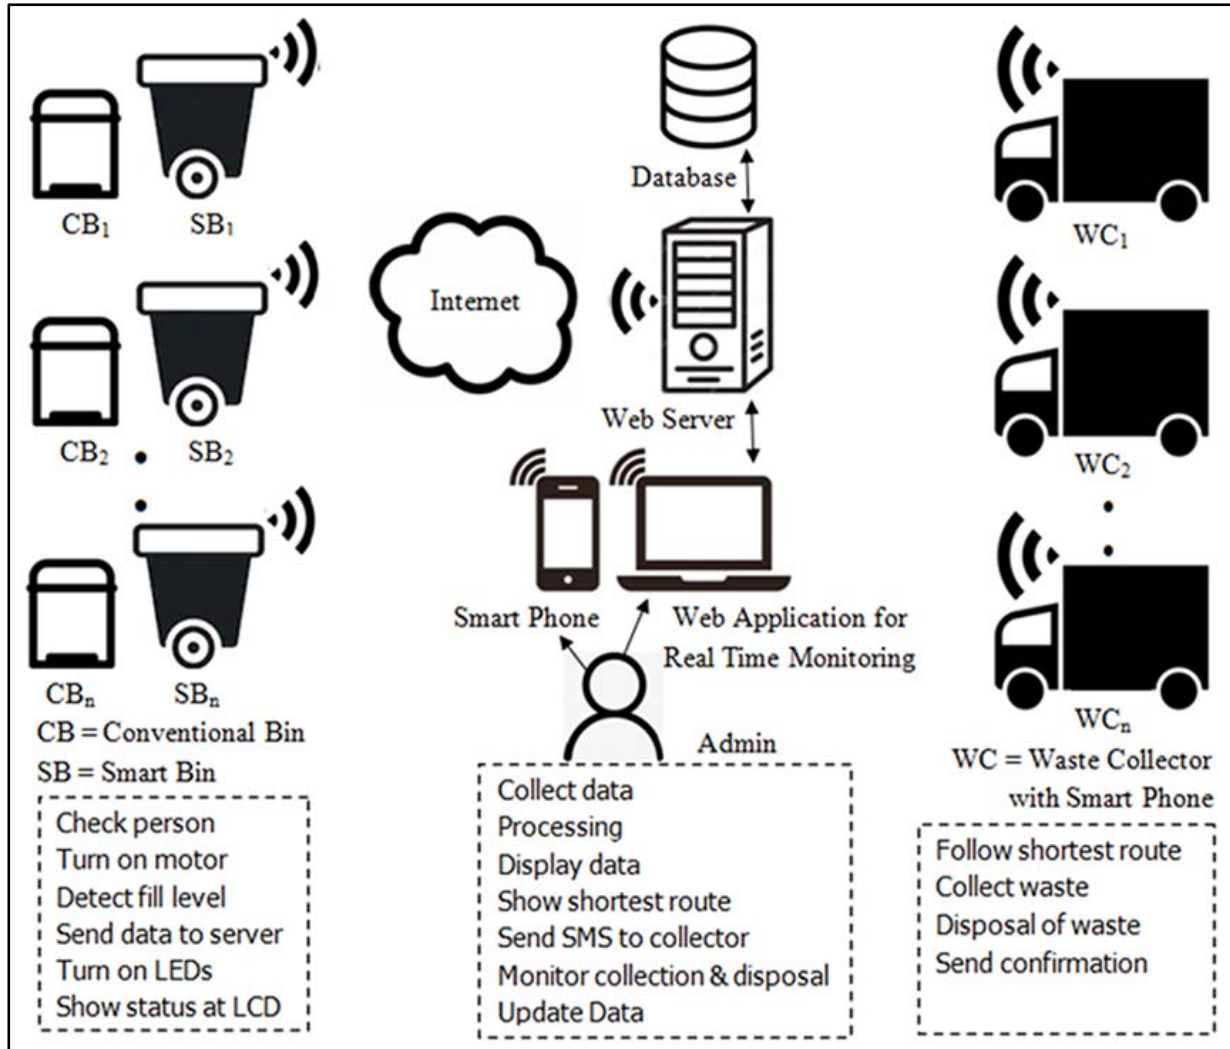 CB₁
SB₁
CB₂
SB₂
CBₙ
SBₙ
CB = Conventional Bin
SB = Smart Bin
Check person
Turn on motor
Detect fill level
Send data to server
Turn on LEDs
Show status at LCD
Database
Internet
Web Server
Smart Phone
Web Application for
Real Time Monitoring
Admin
Collect data
Processing
Display data
Show shortest route
Send SMS to collector
Monitor collection & disposal
Update Data
WC₁
WC₂
WCₙ
WC = Waste Collector
with Smart Phone
Follow shortest route
Collect waste
Disposal of waste
Send confirmation